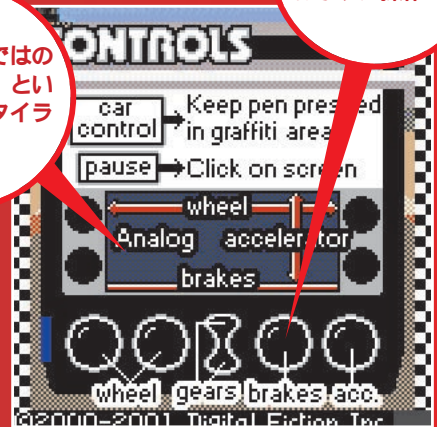 ではの
とい
タイラ
CONTROLS
car control
Keep pen pressed
in graffiti area
pause
Click on screen
wheel
Analog accelerator
brakes
wheel gears brakes acc.
©2000-2001 Digital Fiction Inc